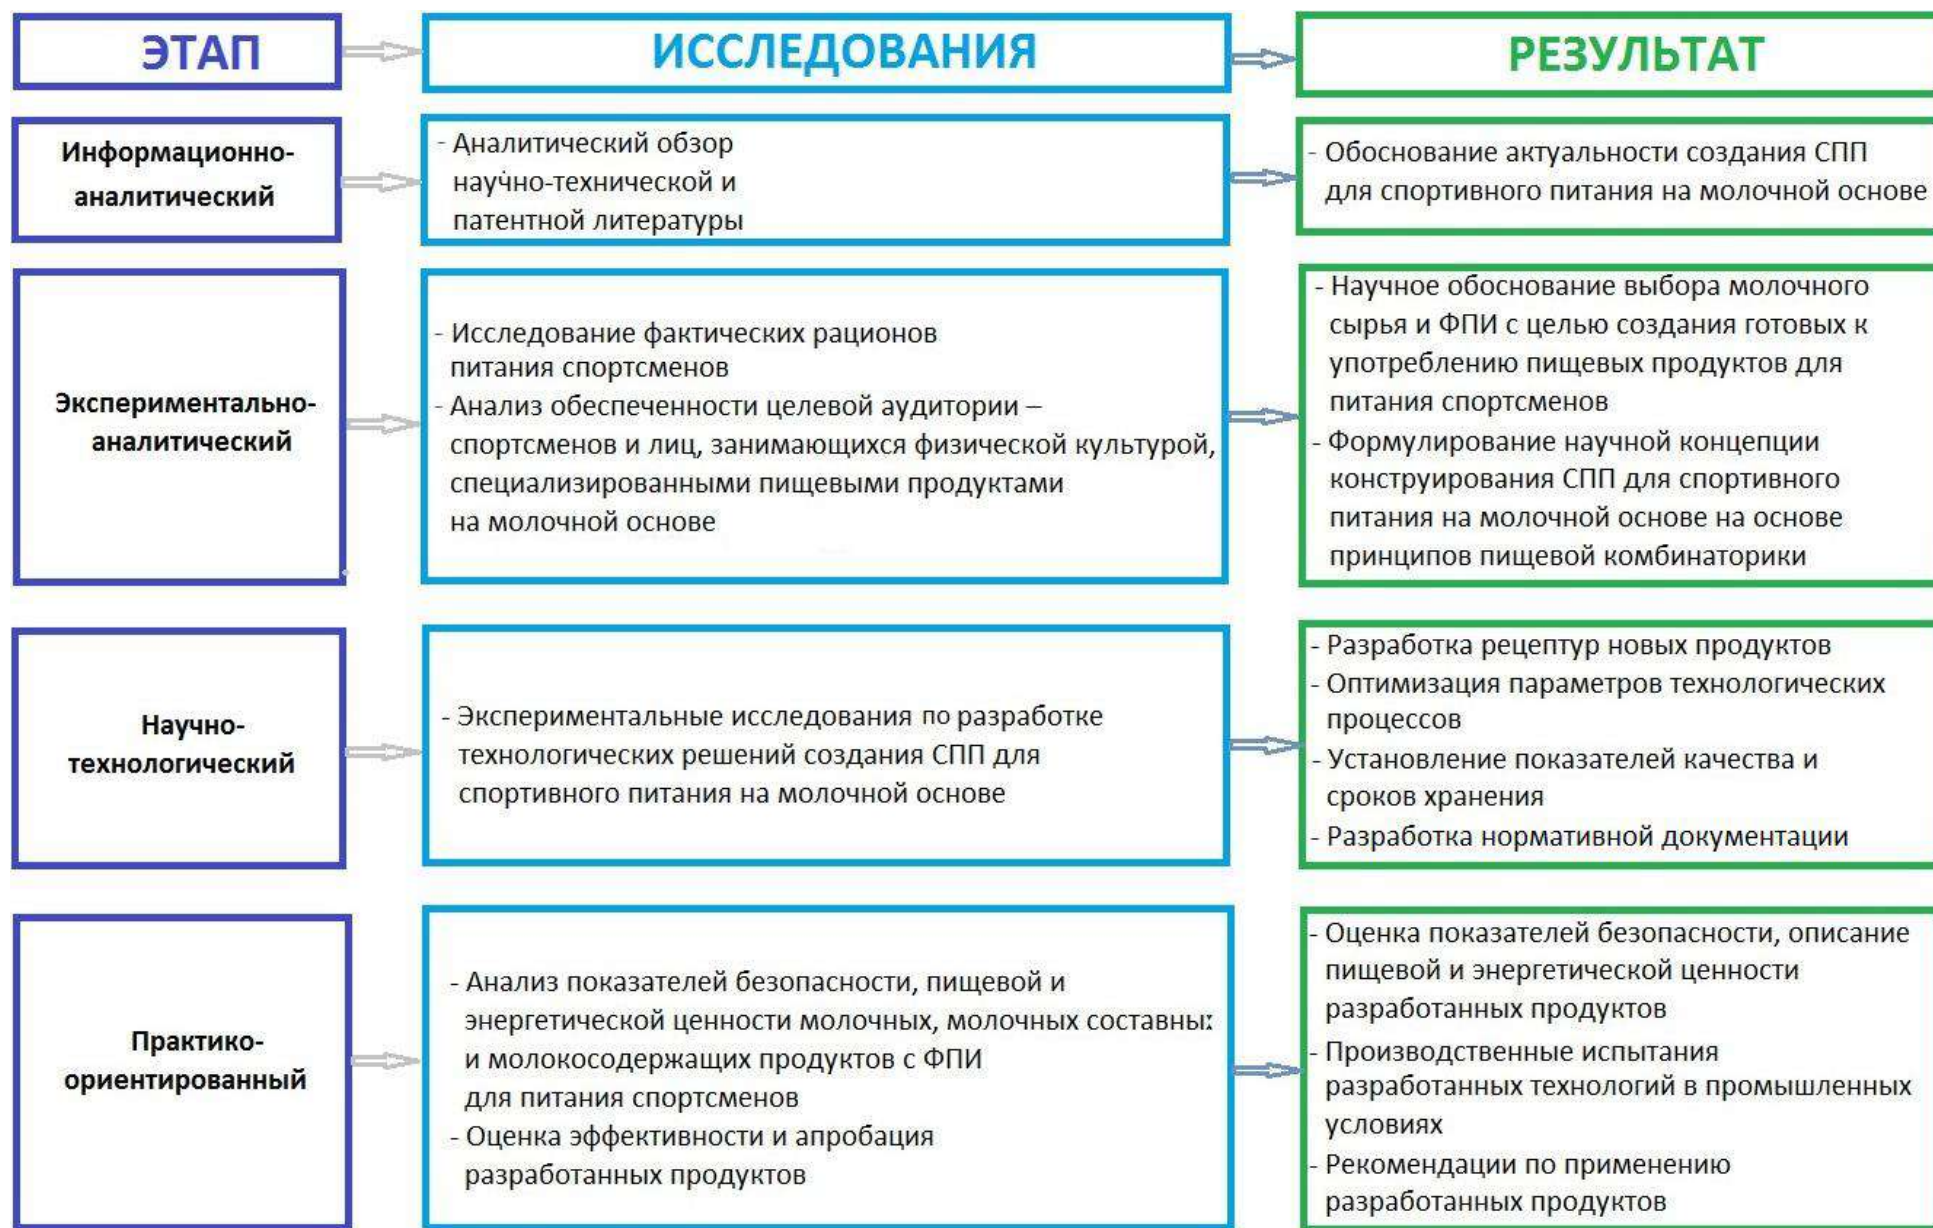 ЭТАП
ИССЛЕДОВАНИЯ
РЕЗУЛЬТАТ
Информационно-
аналитический
- Аналитический обзор
научно-технической и
патентной литературы
- Обоснование актуальности создания СПП
для спортивного питания на молочной основе
Экспериментально-
аналитический
- Исследование фактических рационов
питания спортсменов
- Анализ обеспеченности целевой аудитории –
спортсменов и лиц, занимающихся физической культурой,
специализированными пищевыми продуктами
на молочной основе
- Научное обоснование выбора молочного
сырья и ФПИ с целью создания готовых к
употреблению пищевых продуктов для
питания спортсменов
- Формулирование научной концепции
конструирования СПП для спортивного
питания на молочной основе на основе
принципов пищевой комбинаторики
Научно-
технологический
- Экспериментальные исследования по разработке
технологических решений создания СПП для
спортивного питания на молочной основе
- Разработка рецептур новых продуктов
- Оптимизация параметров технологических
процессов
- Установление показателей качества и
сроков хранения
- Разработка нормативной документации
Практико-
ориентированный
- Анализ показателей безопасности, пищевой и
энергетической ценности молочных, молочных составных
и молокосодержащих продуктов с ФПИ
для питания спортсменов
- Оценка эффективности и апробация
разработанных продуктов
- Оценка показателей безопасности, описание
пищевой и энергетической ценности
разработанных продуктов
- Производственные испытания
разработанных технологий в промышленных
условиях
- Рекомендации по применению
разработанных продуктов